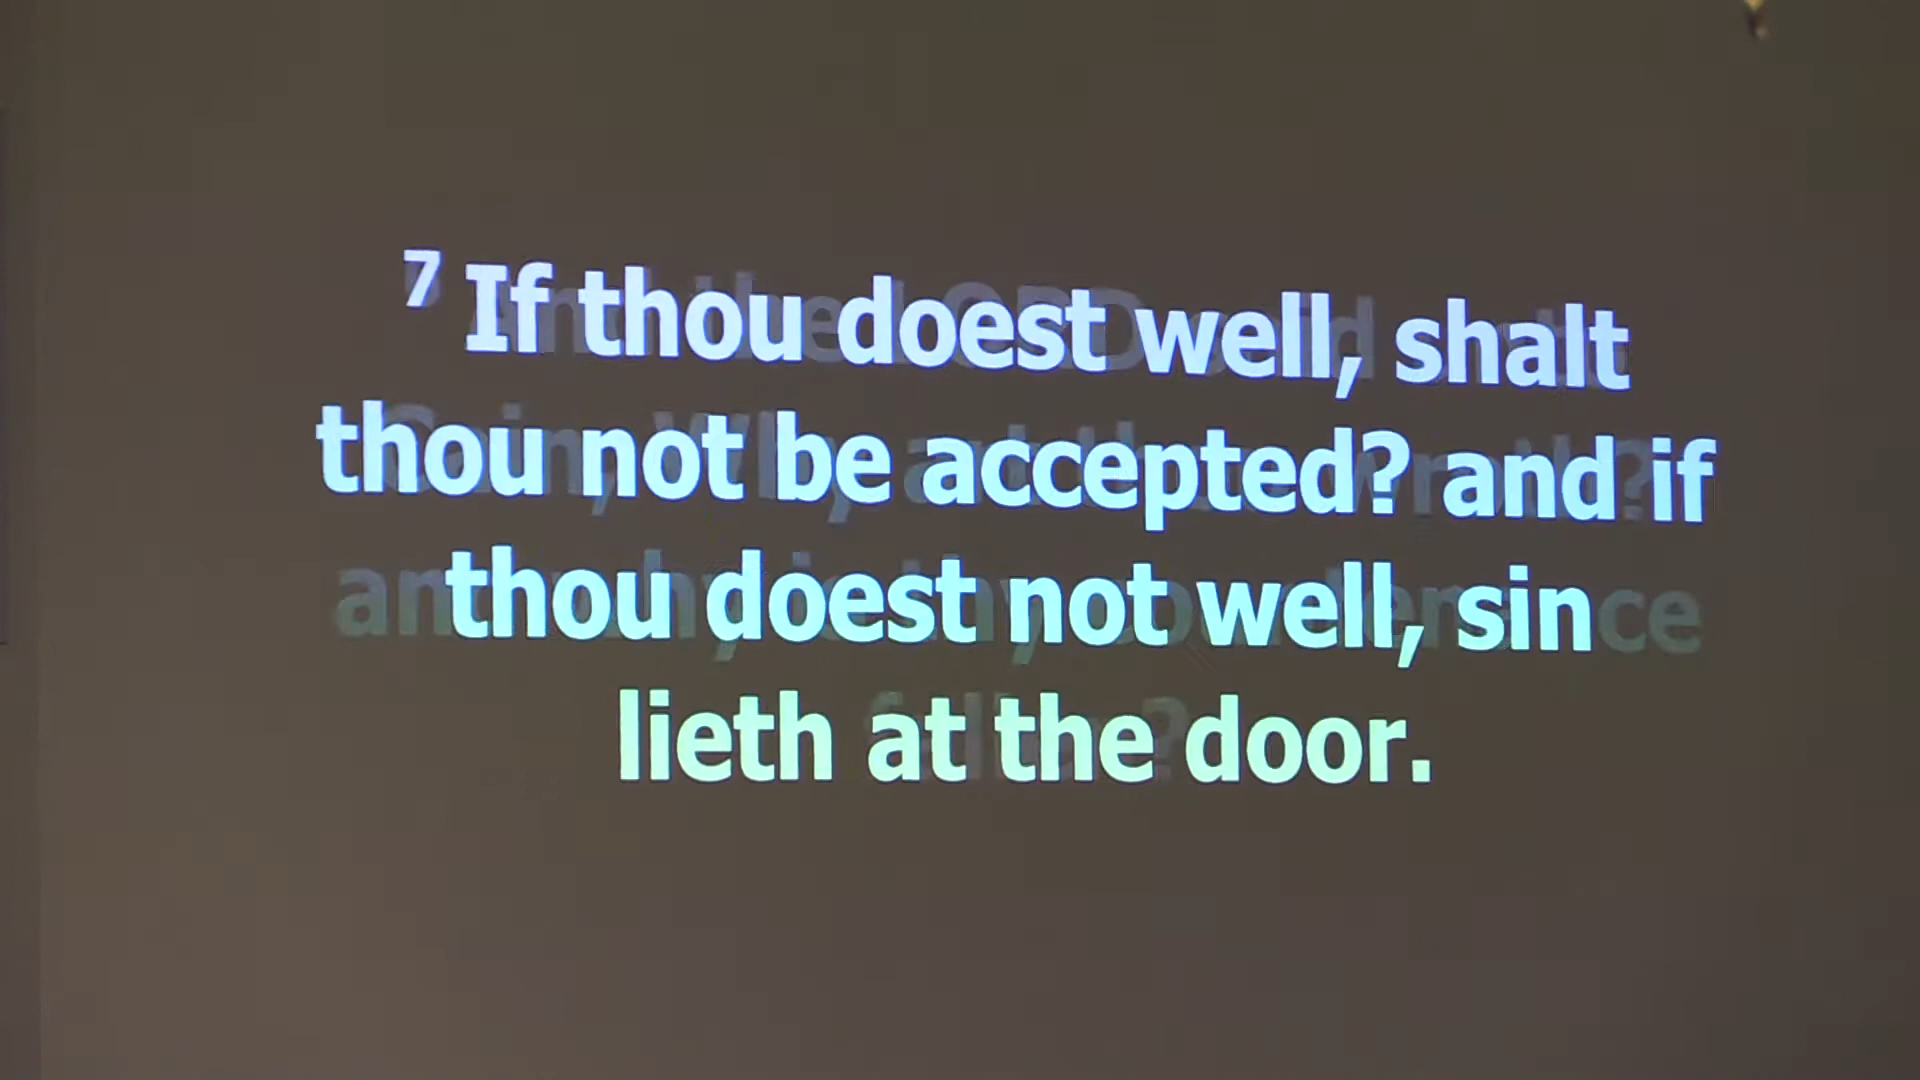 7 If thou doest well, shalt
thou not be accepted? and if
thou doest not well, sin
lieth at the door.